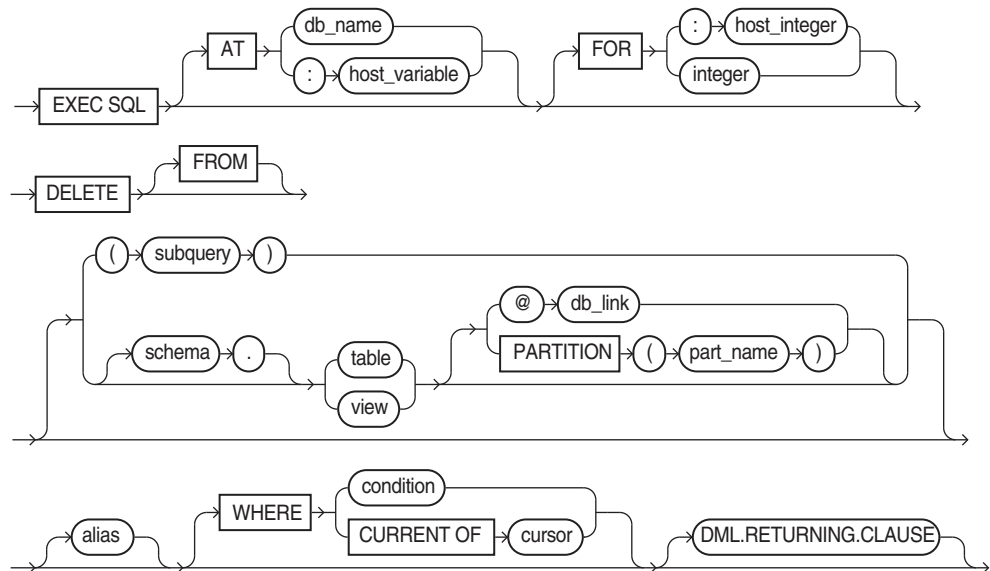 db_name
AT
: host_variable
: host_integer
FOR
integer
EXEC SQL
FROM
DELETE
( subquery )
@ db_link
schema . table
PARTITION ( part_name )
view
condition
alias
WHERE
CURRENT OF cursor
DML.RETURNING.CLAUSE